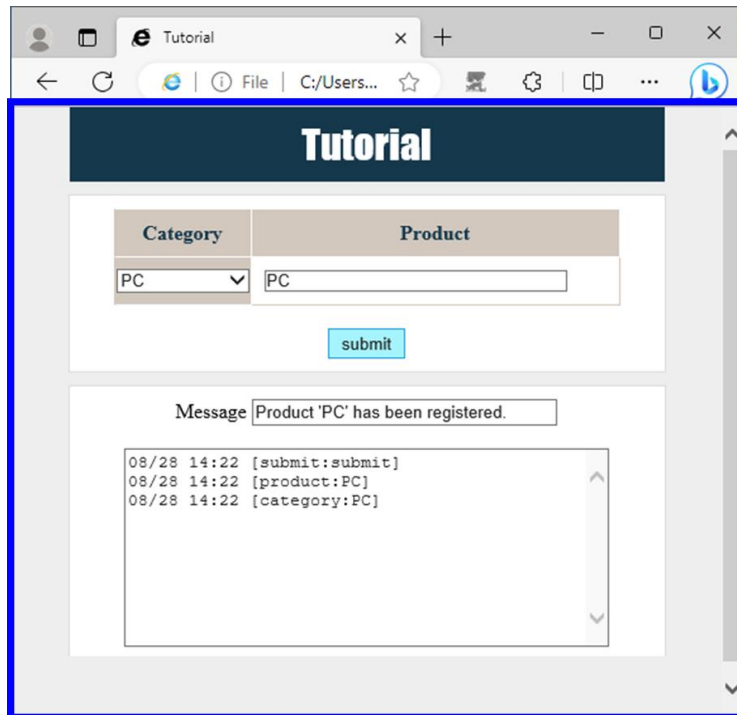 Tutorial
File C:/Users...
Tutorial
Category Product
PC PC
submit
Message Product 'PC' has been registered.
08/28 14:22 [submit:submit]
08/28 14:22 [product:PC]
08/28 14:22 [category:PC]